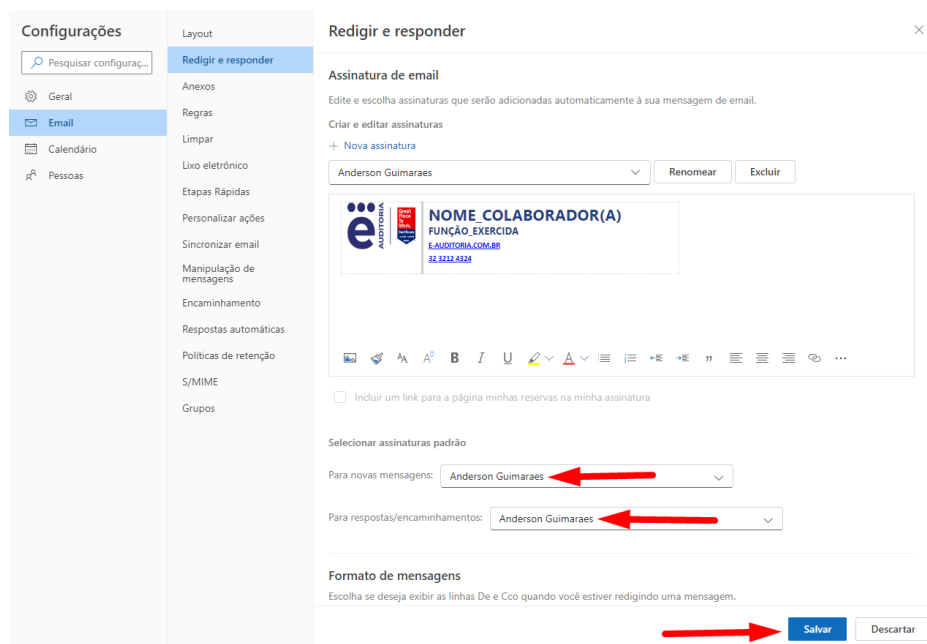 Configurações
Pesquisar configuraç...
Geral
Email
Calendário
Pessoas
Layout
Redigir e responder
Anexos
Regras
Limpar
Lixo eletrônico
Etapas Rápidas
Personalizar ações
Sincronizar email
Manipulação de
mensagens
Encaminhamento
Respostas automáticas
Políticas de retenção
S/MIME
Grupos
Redigir e responder
Assinatura de email
Edite e escolha assinaturas que serão adicionadas automaticamente à sua mensagem de email.
Criar e editar assinaturas
Nova assinatura
Anderson Guimaraes
Renomear
Excluir
ë
AUDITORIA
Great
Place
To
Work.
NOME_COLABORADOR(A)
FUNÇÃO_EXERCIDA
E-AUDITORIA.COM.BR
32 3212 4324
Incluir um link para a página minhas reservas na minha assinatura
Selecionar assinaturas padrão
Para novas mensagens: Anderson Guimaraes
Para respostas/encaminhamentos: Anderson Guimaraes
Formato de mensagens
Escolha se deseja exibir as linhas De e Cco quando você estiver redigindo uma mensagem.
Salvar
Descartar